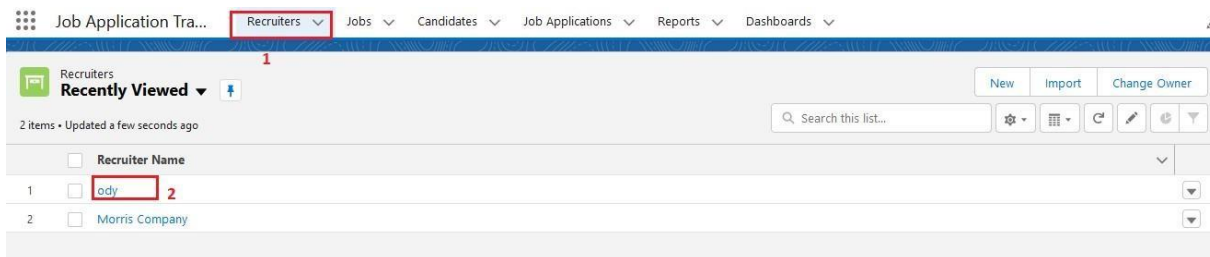 Job Application Tra... Recruiters Jobs Candidates Job Applications Reports Dashboards
1
Recruiters
Recently Viewed
New Import Change Owner
2 items • Updated a few seconds ago
Search this list...
Recruiter Name
1 ody 2
2 Morris Company